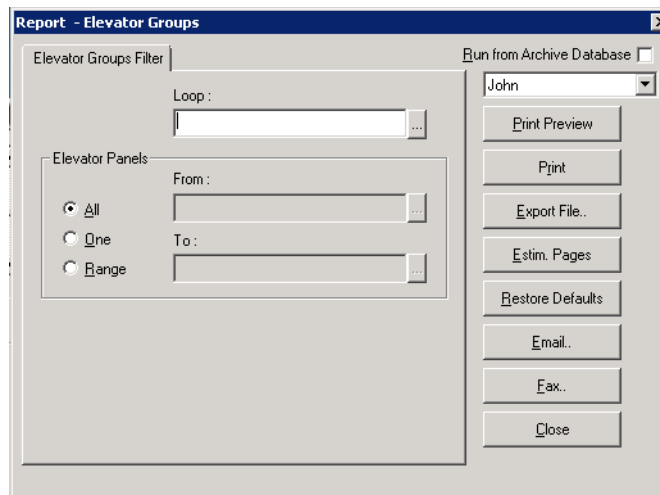 Report - Elevator Groups
Elevator Groups Filter
Run from Archive Database
John
Loop :
...
Print Preview
Elevator Panels
From :
Print
All
...
Export File..
One
To :
Estim. Pages
Range
...
Restore Defaults
Email..
Fax..
Close